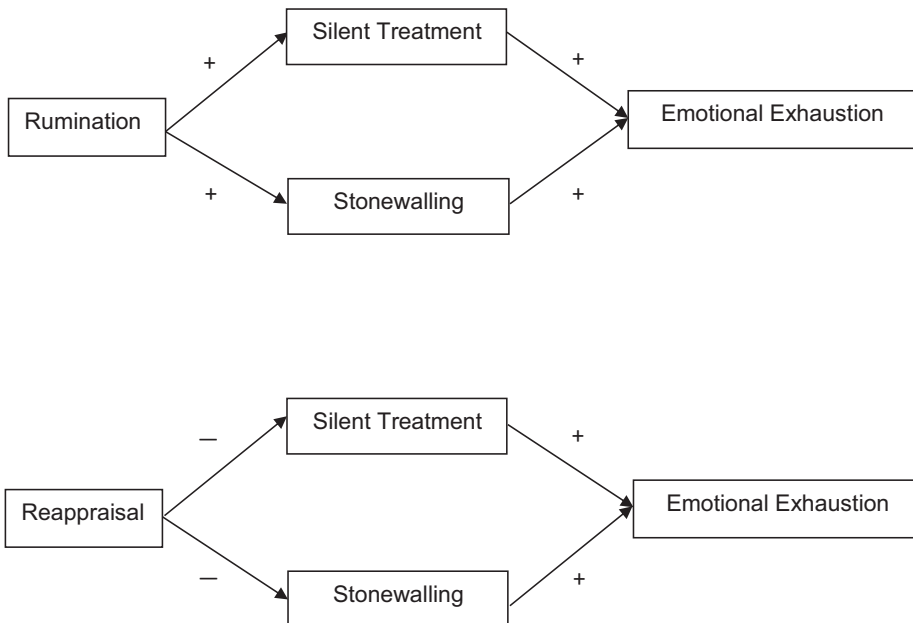 Silent Treatment
+
+
Rumination
Emotional Exhaustion
+
Stonewalling
+
Silent Treatment
—
+
Reappraisal
Emotional Exhaustion
—
Stonewalling
+